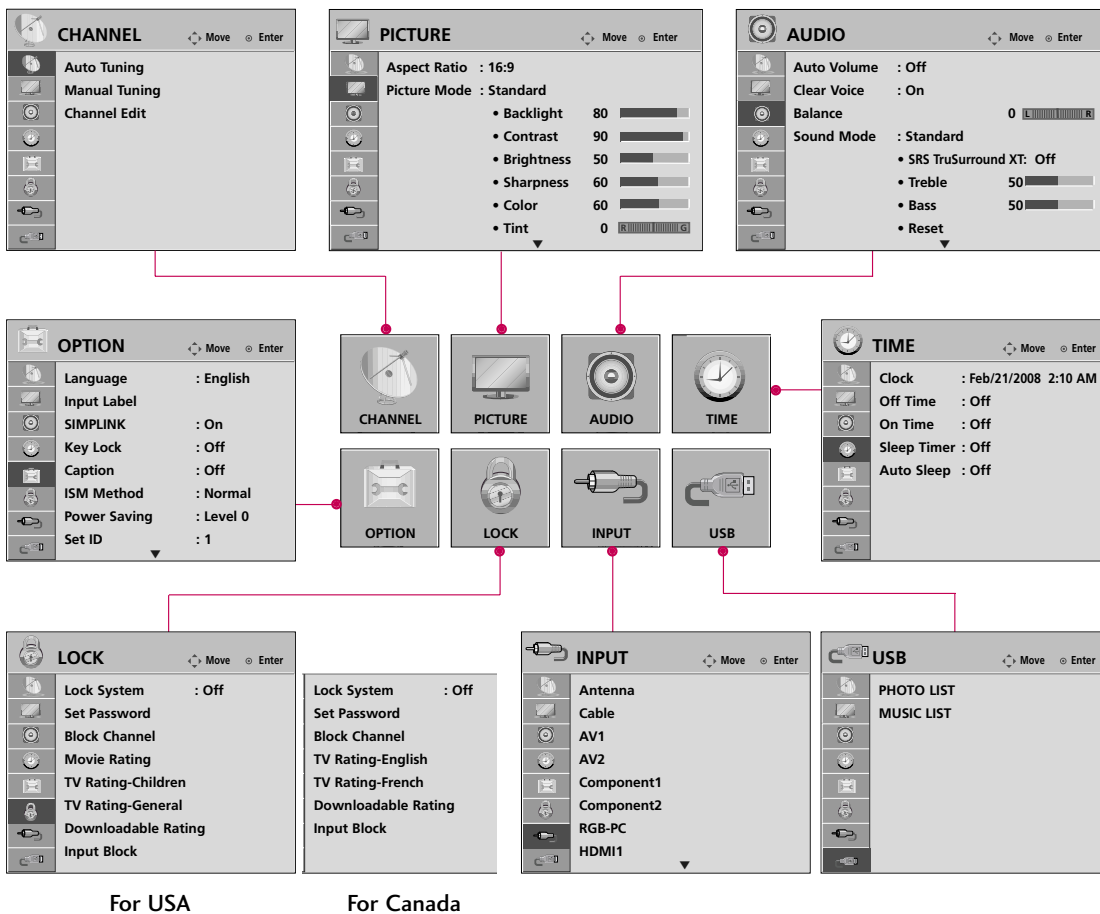 CHANNEL
Move Enter
Auto Tuning
Manual Tuning
Channel Edit
PICTURE
Move Enter
Aspect Ratio : 16:9
Picture Mode : Standard
• Backlight 80
• Contrast 90
• Brightness 50
• Sharpness 60
• Color 60
• Tint 0 R G
AUDIO
Move Enter
Auto Volume : Off
Clear Voice : On
Balance 0 L R
Sound Mode : Standard
• SRS TruSurround XT: Off
• Treble 50
• Bass 50
• Reset
OPTION
Move Enter
Language : English
Input Label
SIMPLINK : On
Key Lock : Off
Caption : Off
ISM Method : Normal
Power Saving : Level 0
Set ID : 1
CHANNEL
PICTURE
AUDIO
TIME
OPTION
LOCK
INPUT
USB
TIME
Move Enter
Clock : Feb/21/2008 2:10 AM
Off Time : Off
On Time : Off
Sleep Timer : Off
Auto Sleep : Off
LOCK
Move Enter
Lock System : Off
Set Password
Block Channel
Movie Rating
TV Rating-Children
TV Rating-General
Downloadable Rating
Input Block
For USA
Lock System : Off
Set Password
Block Channel
TV Rating-English
TV Rating-French
Downloadable Rating
Input Block
For Canada
INPUT
Move Enter
Antenna
Cable
AV1
AV2
Component1
Component2
RGB-PC
HDMI1
USB
Move Enter
PHOTO LIST
MUSIC LIST